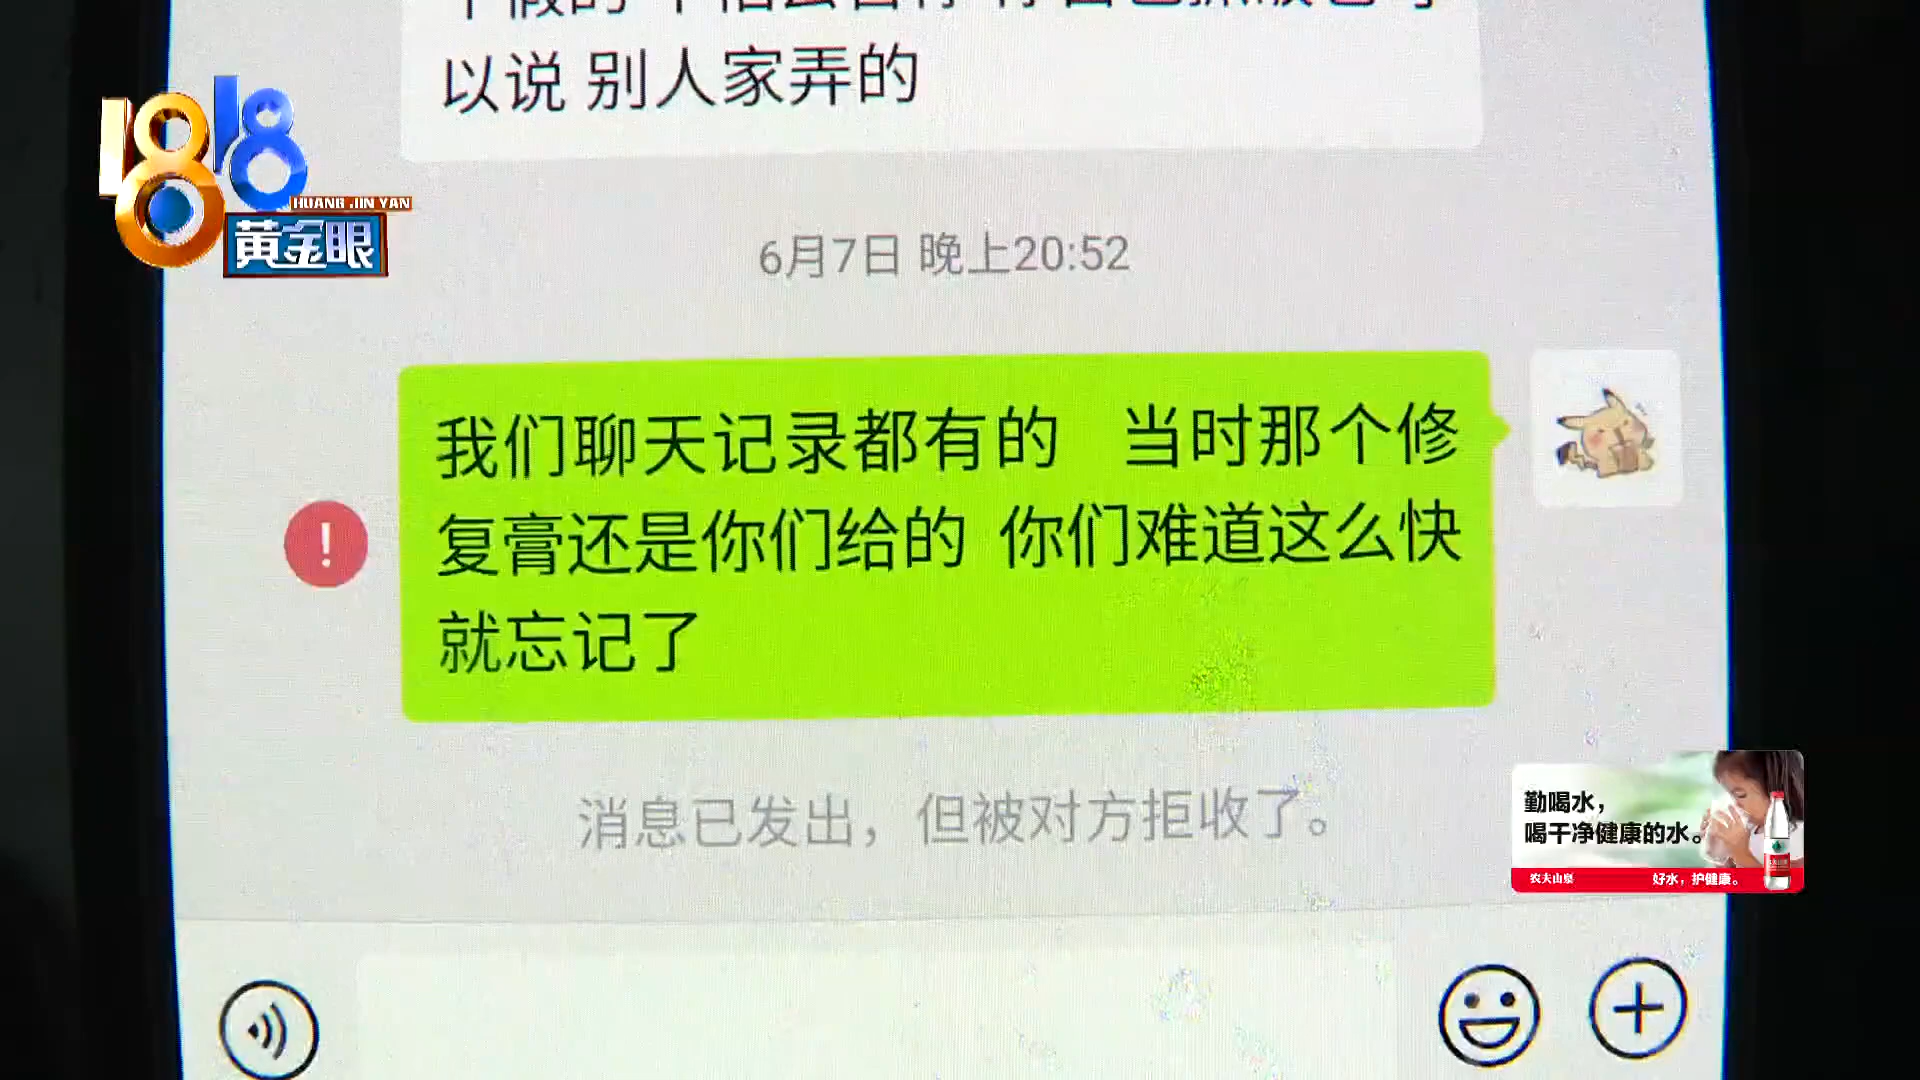 以说 别人家弄的
1818
HUANG JIN YAN
黄金眼
6月7日 晚上20:52
我们聊天记录都有的 当时那个修
复膏还是你们给的 你们难道这么快
就忘记了
!
消息已发出，但被对方拒收了。
勤喝水，
喝干净健康的水。
农夫山泉 好水，护健康。